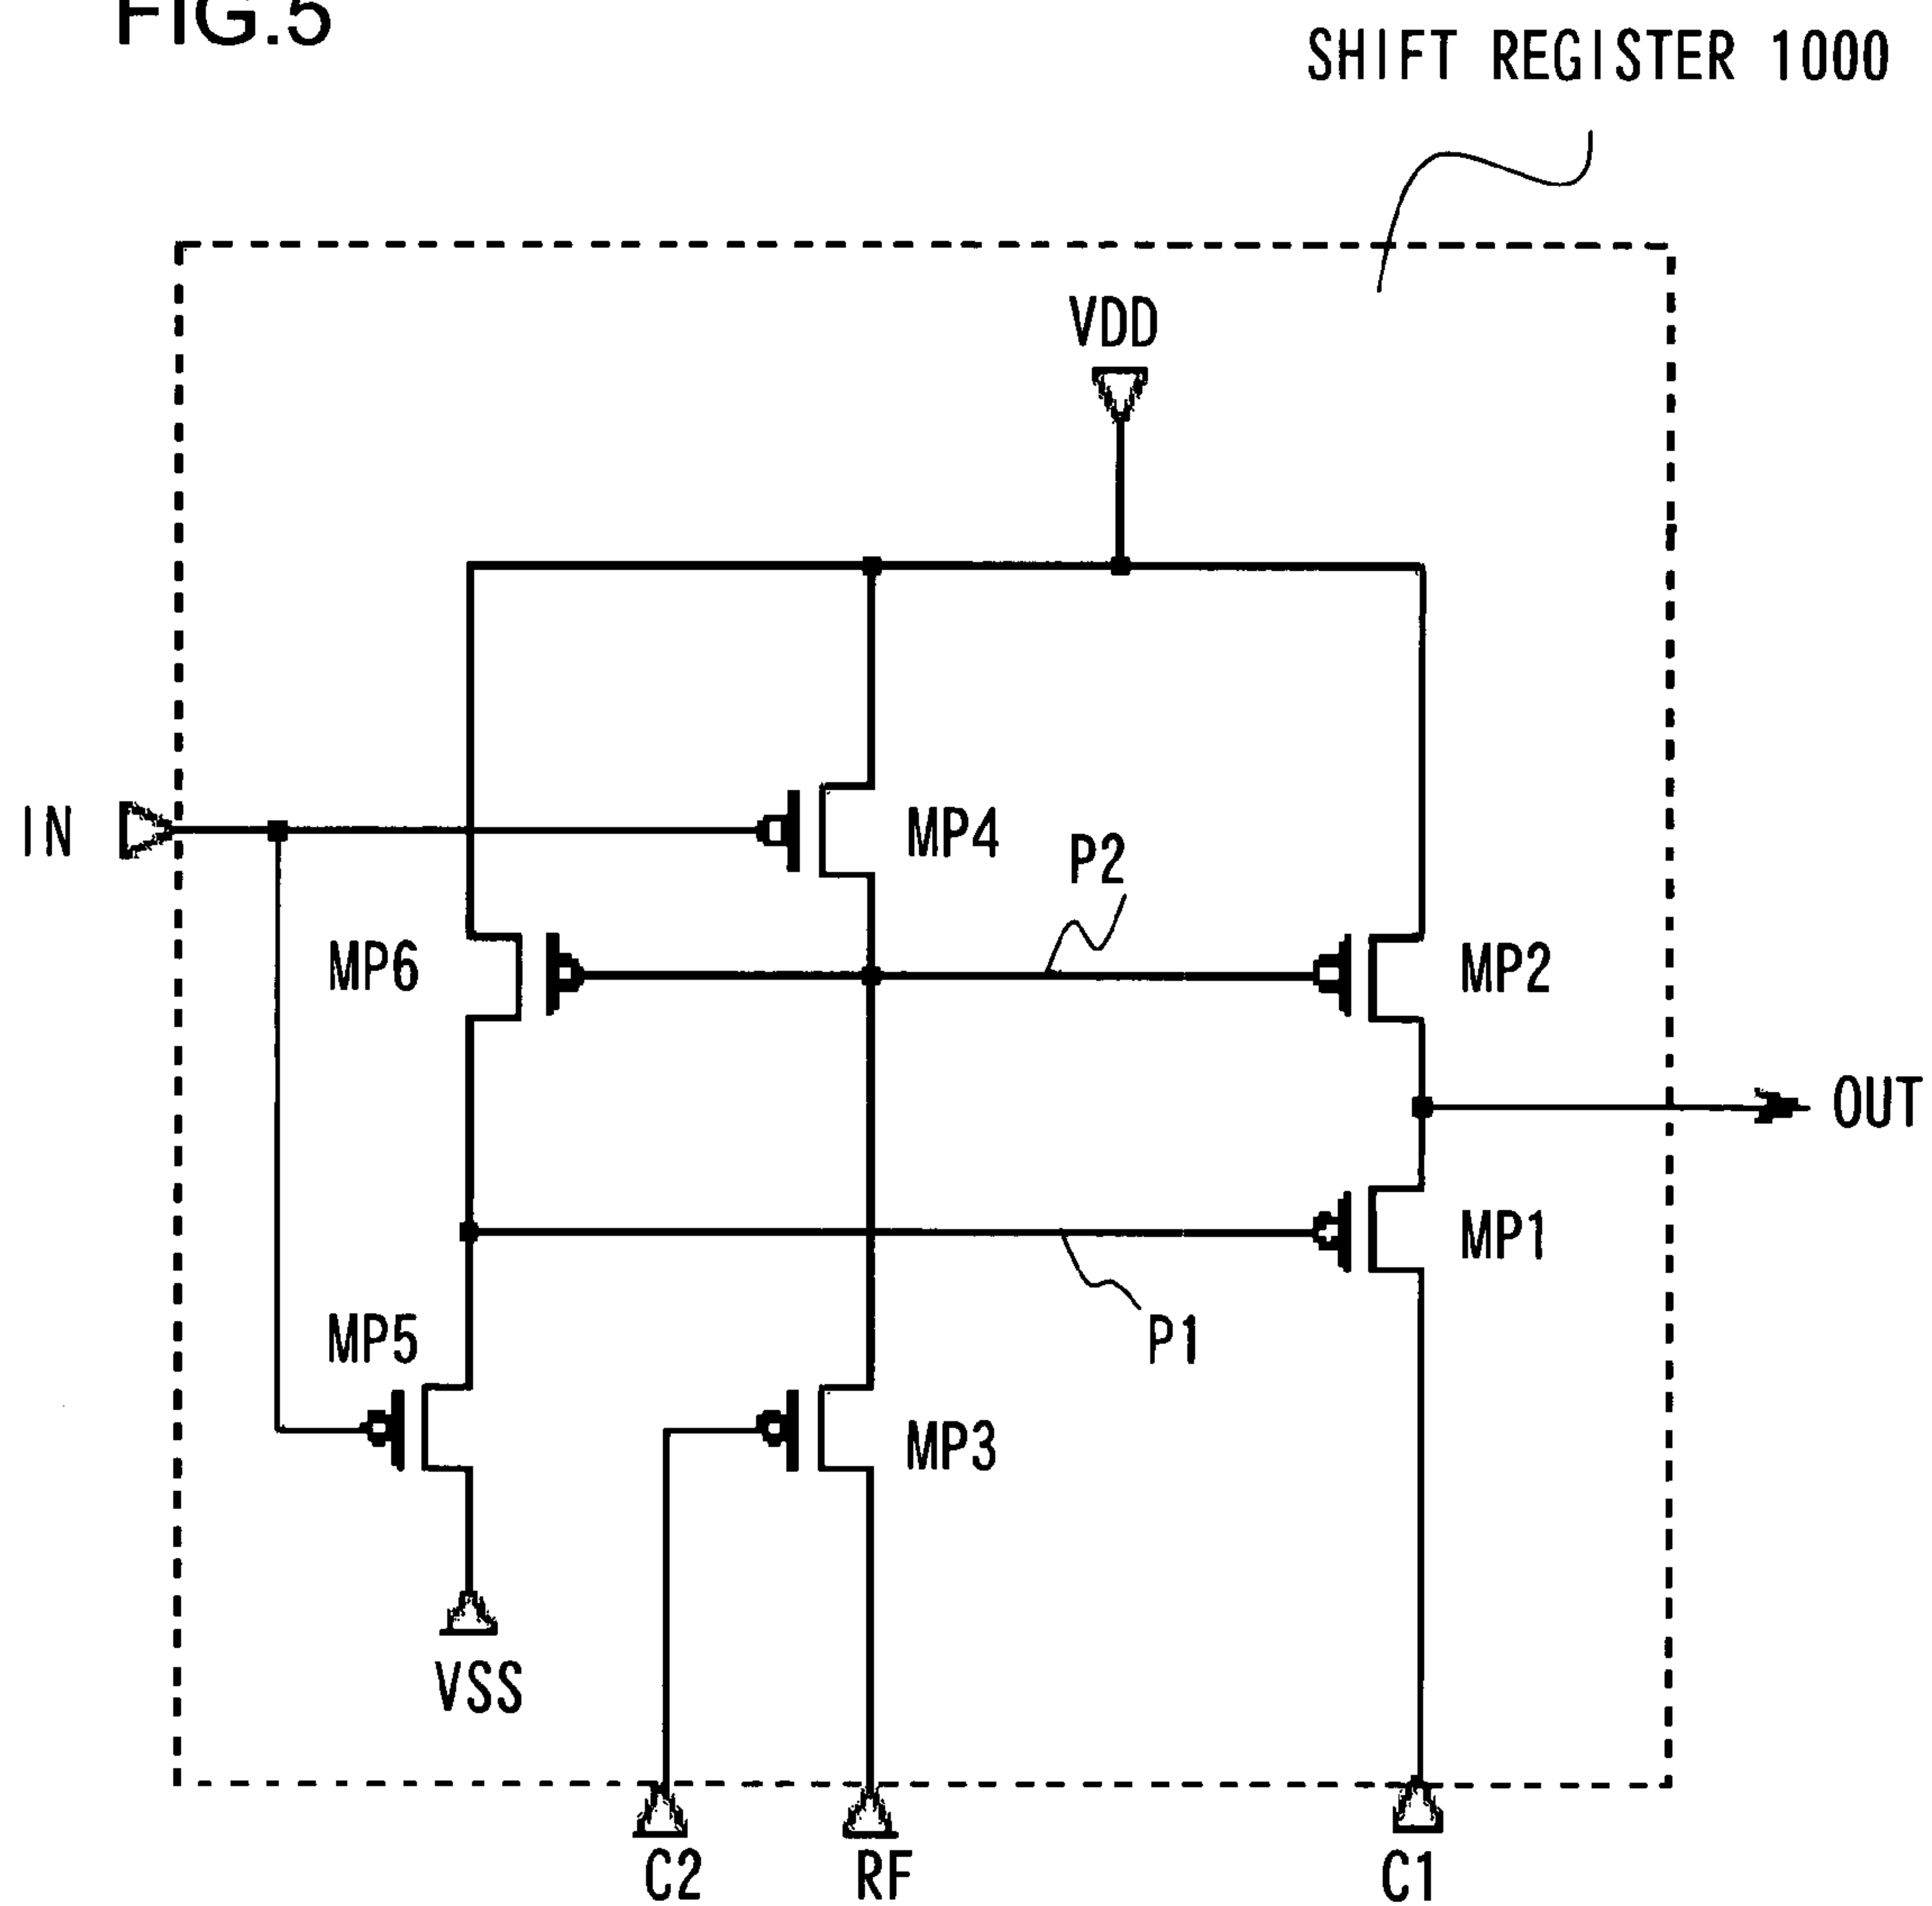 FIG.5
SHIFT REGISTER 1000
VDD
IN
MP4
P2
MP6
MP2
OUT
MP1
MP5
P1
MP3
VSS
C2
RF
C1